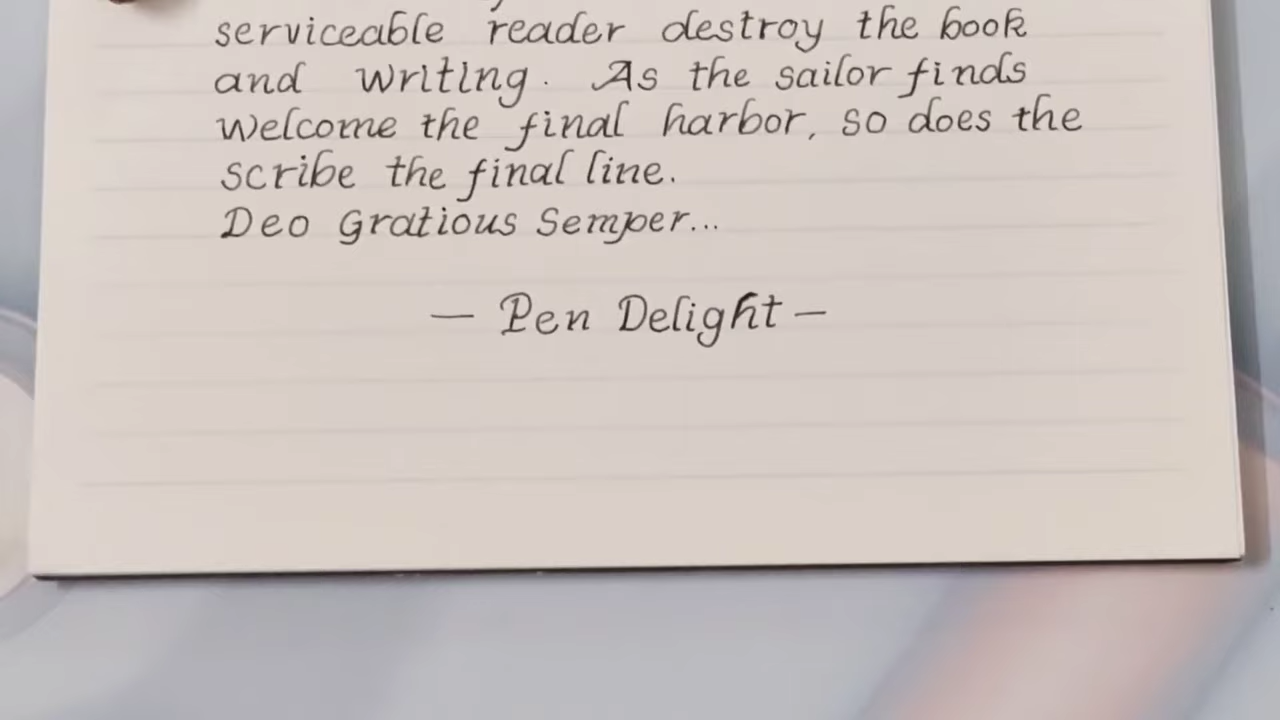 serviceable reader destroy the book
and writing. As the sailor finds
welcome the final harbor, so does the
scribe the final line.
Deo Gratious Semper...
— Pen Delight —